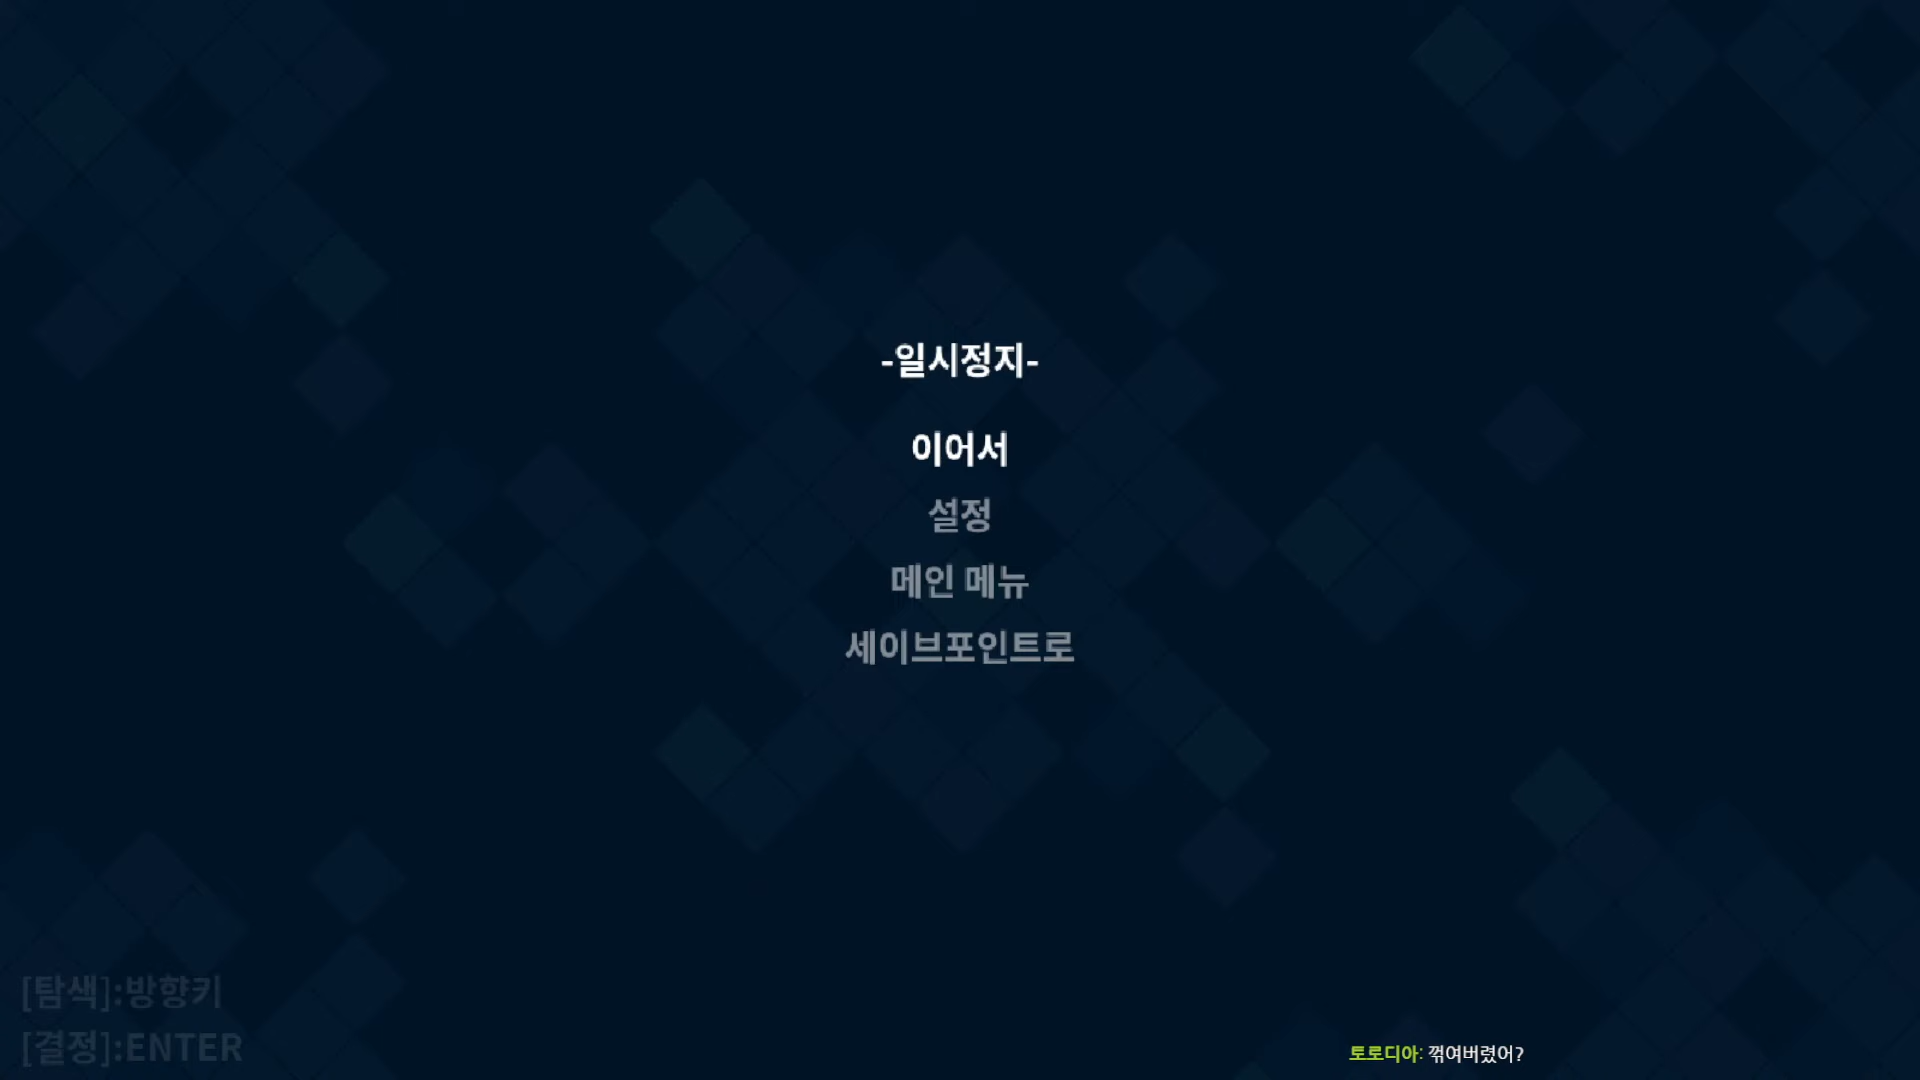 -일시정지-
이어서
설정
메인 메뉴
세이브포인트로
[탐색]:방향키
[결정]:ENTER
토로디아: 꺾여버렸어?